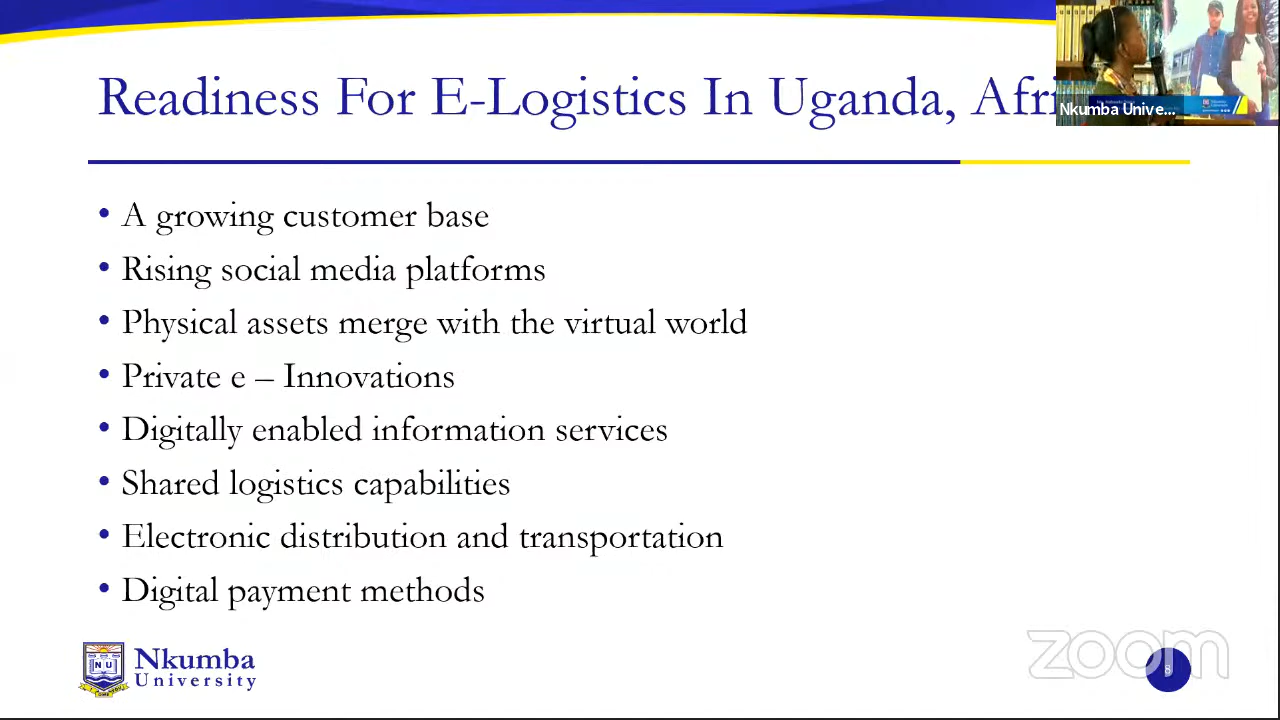 Readiness For E-Logistics In Uganda, Afri
Nkumba Unive...
• A growing customer base
• Rising social media platforms
• Physical assets merge with the virtual world
• Private e – Innovations
• Digitally enabled information services
• Shared logistics capabilities
• Electronic distribution and transportation
• Digital payment methods
N U
Nkumba
University
zoom
8